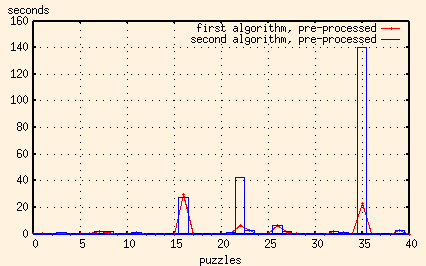 seconds
first algorithm, pre-processed
second algorithm, pre-processed
160
140
120
100
80
60
40
20
0
0 5 10 15 20 25 30 35 40
puzzles